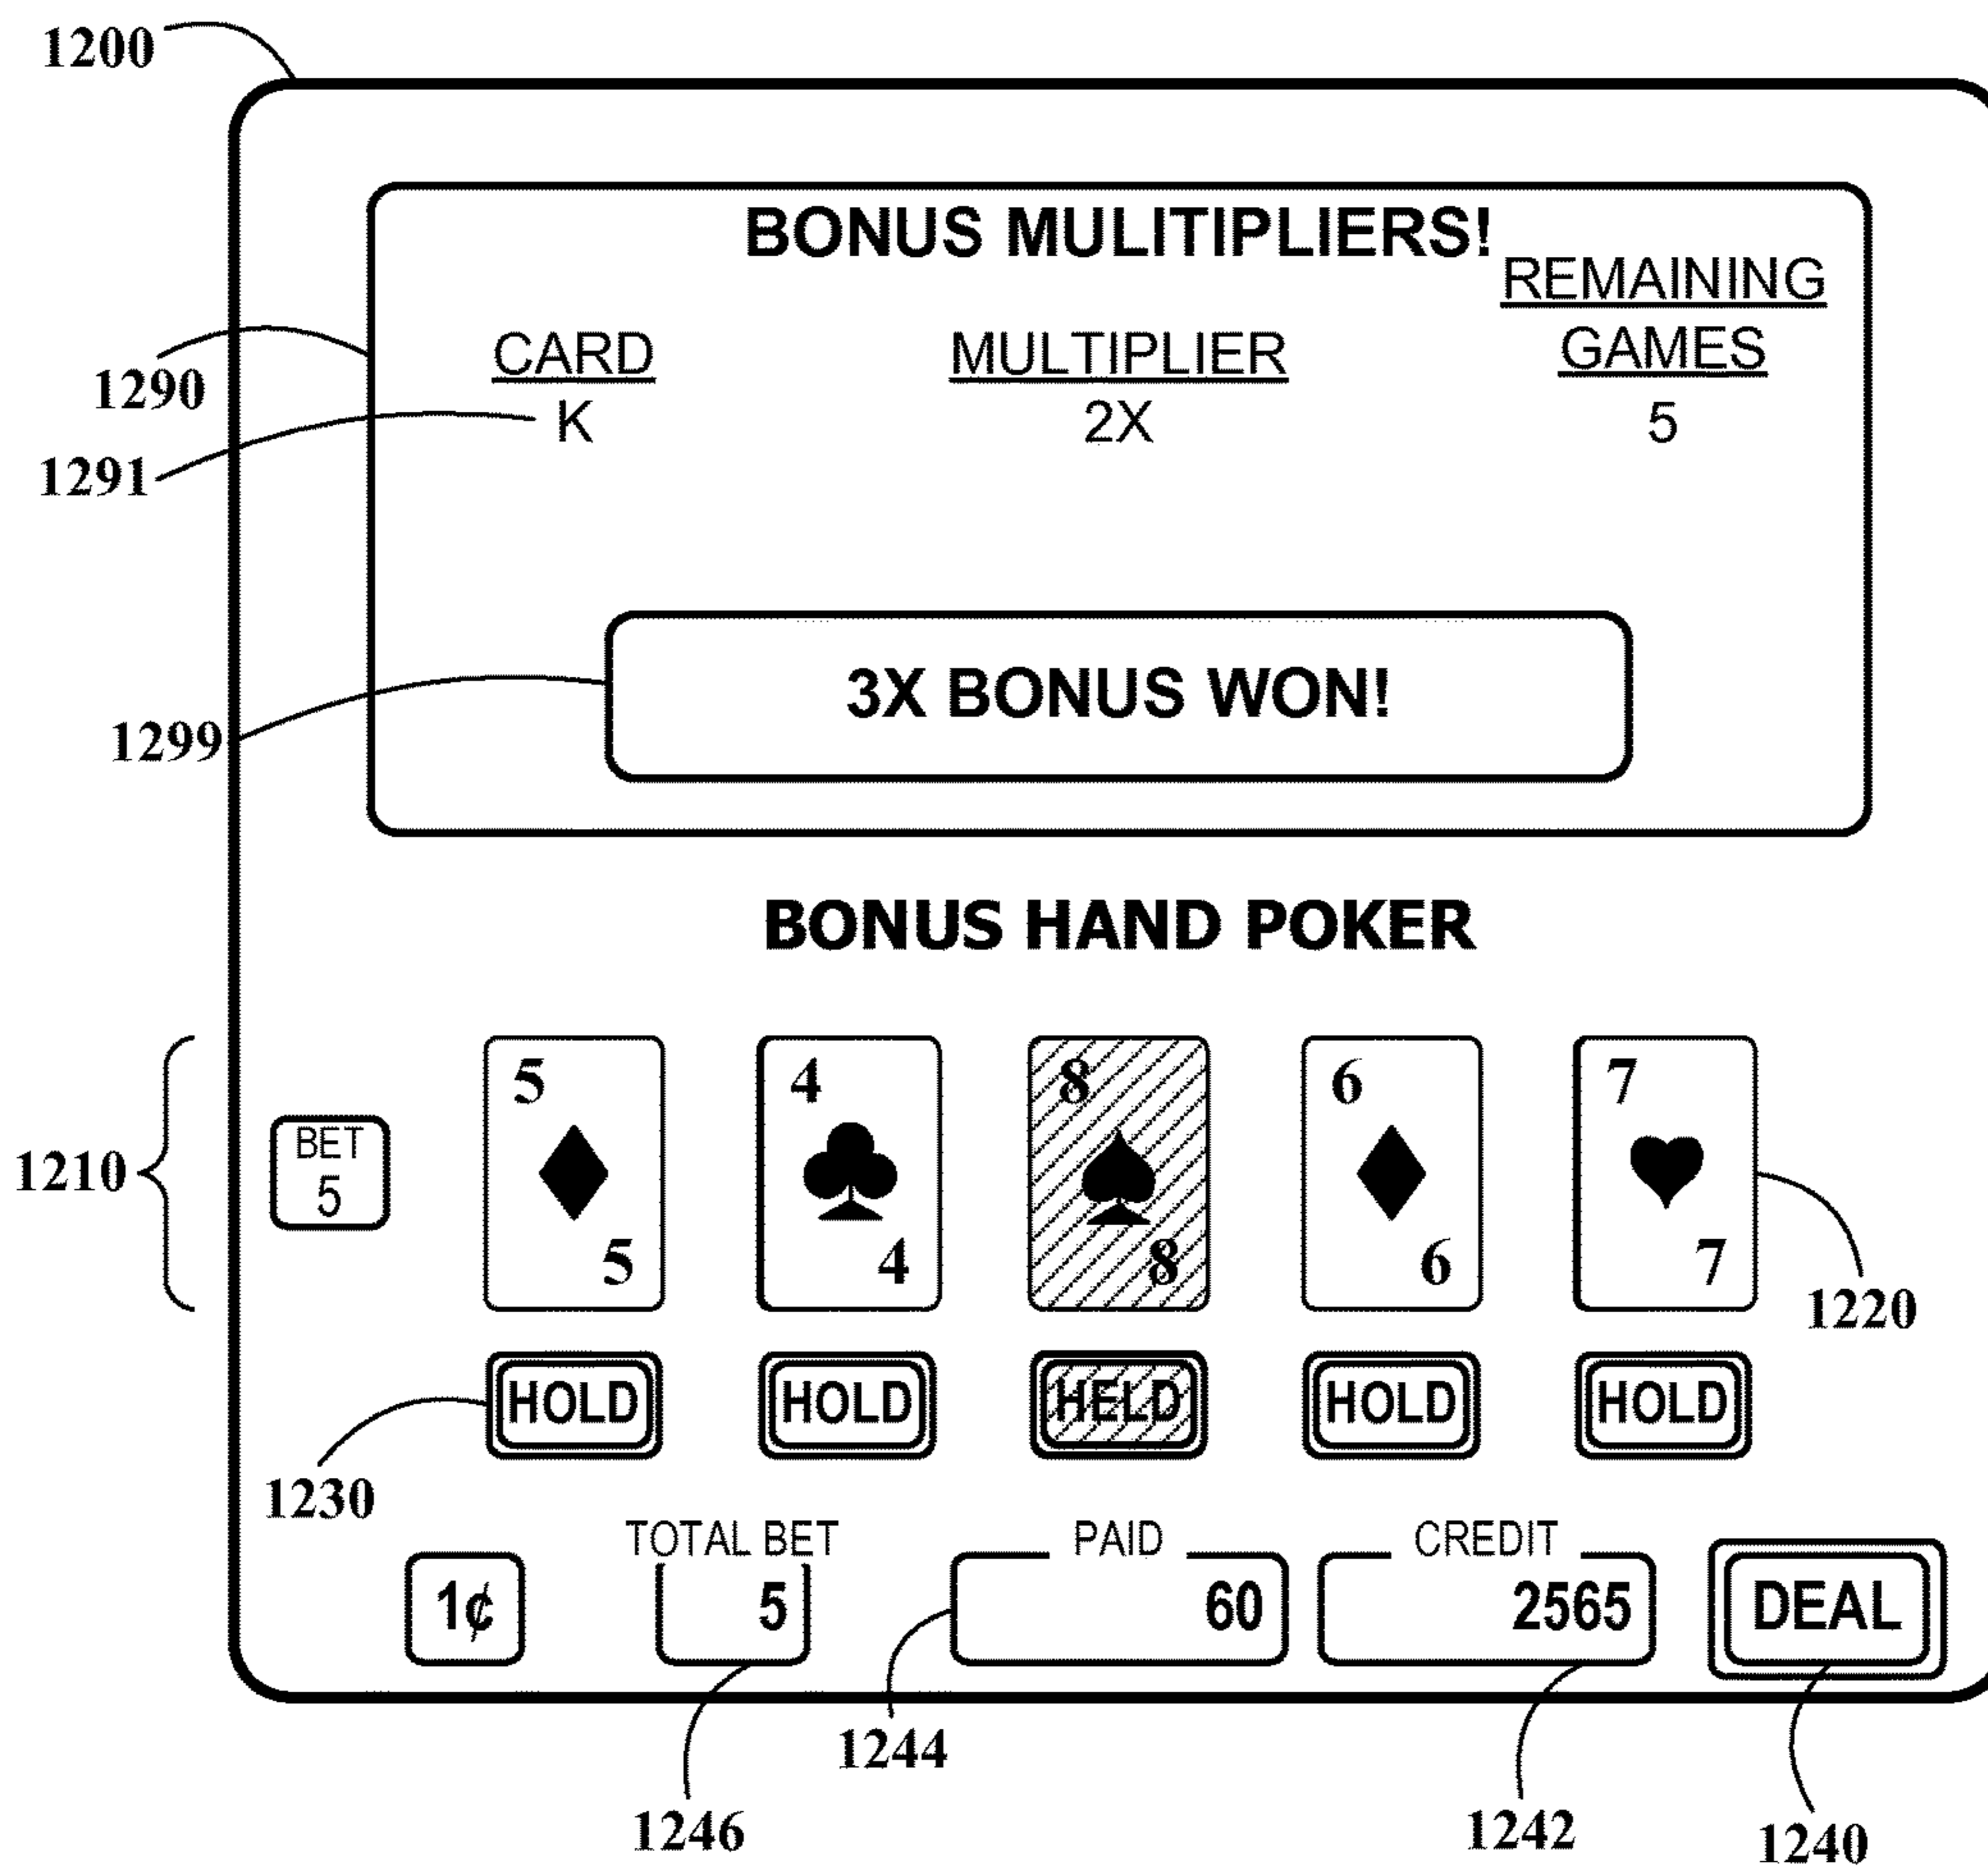 1200
BONUS MULITIPLIERS!
REMAINING
CARD MULTIPLIER GAMES
1290
K 2X 5
1291
3X BONUS WON!
1299
BONUS HAND POKER
5 4 8 6 7
BET
5
1210
5 4 8 6 7
1220
HOLD HOLD HELD HOLD HOLD
1230
TOTAL BET PAID CREDIT
1¢ 5 60 2565 DEAL
1244
1246 1242 1240